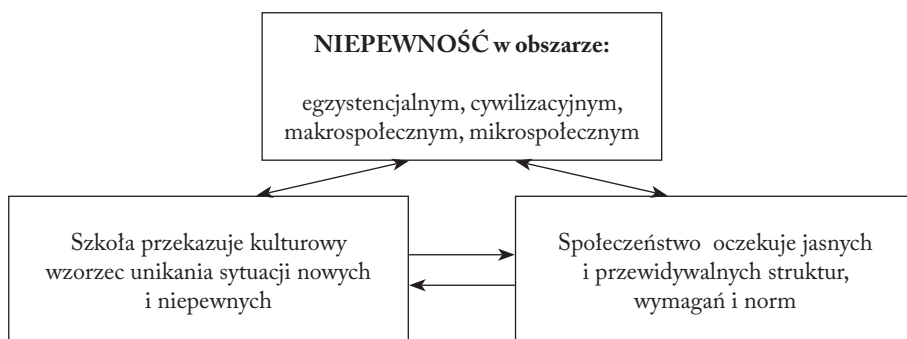 NIEPEWNOŚĆ w obszarze:
egzystencjalnym, cywilizacyjnym,
makrospołecznym, mikrospołecznym
Szkoła przekazuje kulturowy
wzorzec unikania sytuacji nowych
i niepewnych
Społeczeństwo oczekuje jasnych
i przewidywalnych struktur,
wymagań i norm